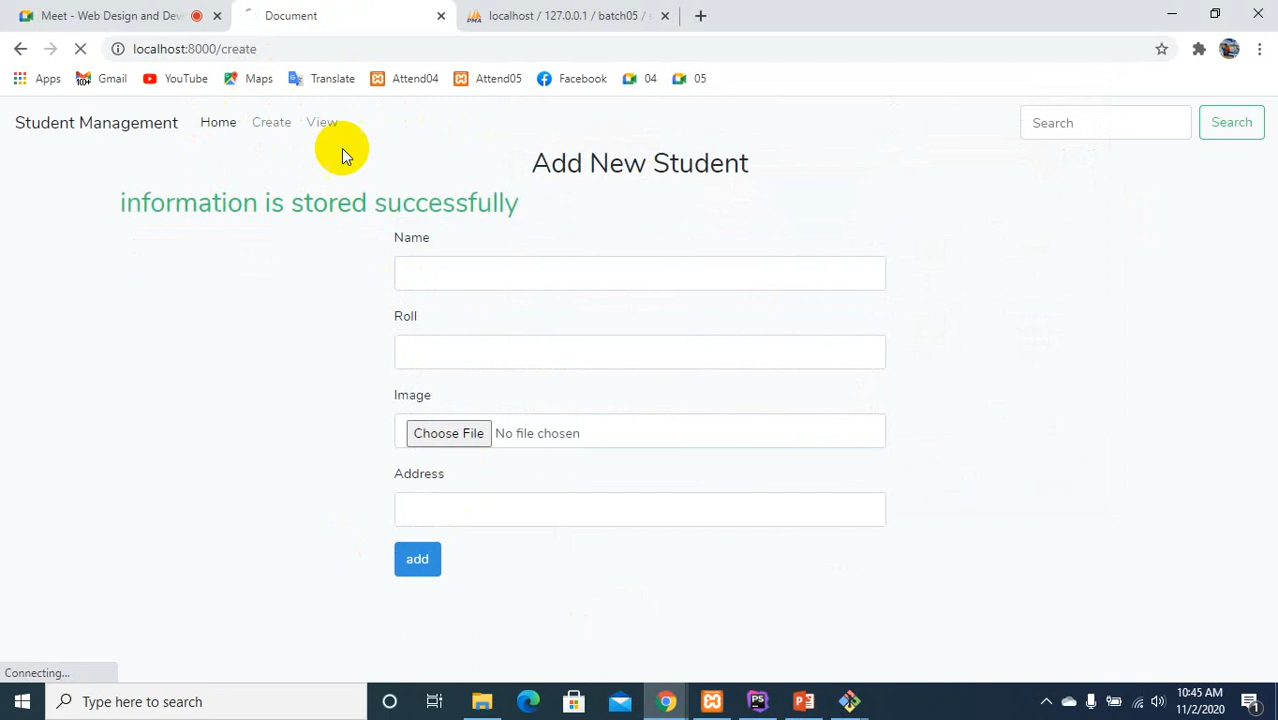 Meet - Web Design and De
Document
localhost / 127.0.0.1 / batch05 /
localhost:8000/create
Apps
Gmail
YouTube
Maps
Translate
Attend04
Attend05
Facebook
04
05
Student Management
Home
Create
View
Search
Search
Add New Student
information is stored successfully
Name
Roll
Image
Choose File No file chosen
Address
add
Connecting...
Type here to search
10:45 AM
11/2/2020